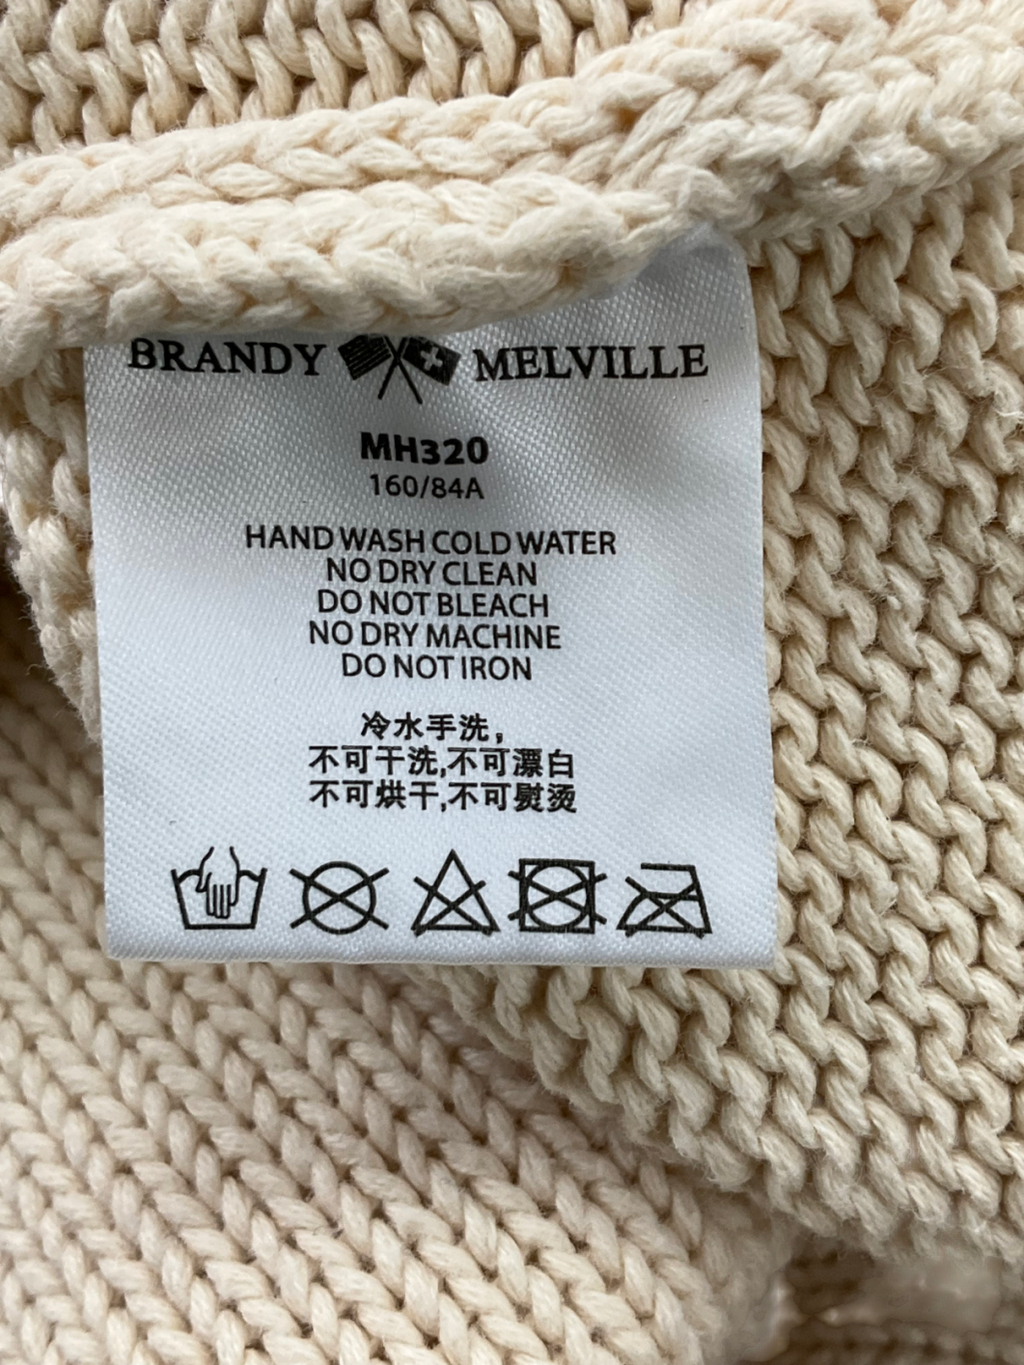 BRANDY MELVILLE
MH320
160/84A
HAND WASH COLD WATER
NO DRY CLEAN
DO NOT BLEACH
NO DRY MACHINE
DO NOT IRON
冷水手洗，
不可干洗,不可漂白
不可烘干,不可熨烫